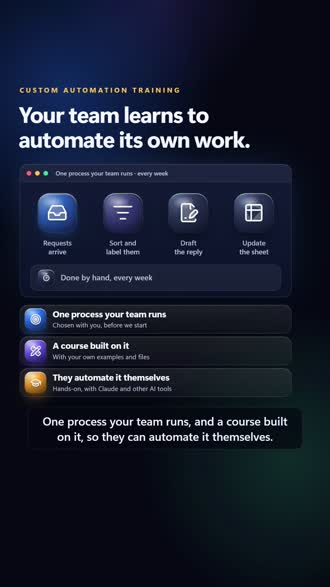 CUSTOM AUTOMATION TRAINING
Your team learns to
automate its own work.
One process your team runs · every week
Requests
arrive
Sort and
label them
Draft
the reply
Update
the sheet
Done by hand, every week
One process your team runs
Chosen with you, before we start
A course built on it
With your own examples and files
They automate it themselves
Hands-on, with Claude and other AI tools
One process your team runs, and a course built
on it, so they can automate it themselves.